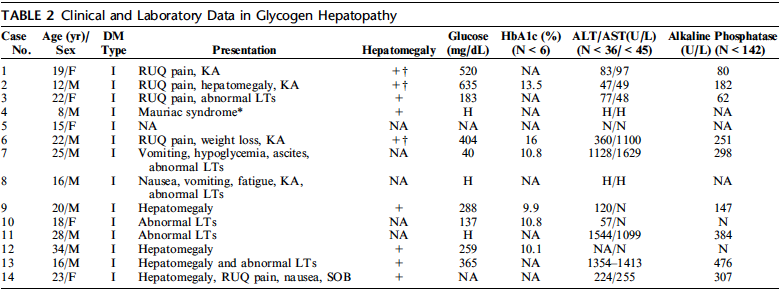 TABLE 2 Clinical and Laboratory Data in Glycogen Hepatopathy
Case No. Age (yr)/Sex DM Type Presentation Hepatomegaly Glucose (mg/dL) HbA1c (%) (N < 6) ALT/AST(U/L) (N < 36/ < 45) Alkaline Phosphatase (U/L) (N < 142)
1 19/F I RUQ pain, KA +† 520 NA 83/97 80
2 12/M I RUQ pain, hepatomegaly, KA +† 635 13.5 47/49 182
3 22/F I RUQ pain, abnormal LTs + 183 NA 77/48 62
4 8/M I Mauriac syndrome* + H NA H/H NA
5 15/F I NA NA NA NA N/N NA
6 22/M I RUQ pain, weight loss, KA +† 404 16 360/1100 251
7 25/M I Vomiting, hypoglycemia, ascites, NA 40 10.8 1128/1629 298
abnormal LTs
8 16/M I Nausea, vomiting, fatigue, KA, NA H NA H/H NA
abnormal LTs
9 20/M I Hepatomegaly + 288 9.9 120/N 147
10 18/F I Abnormal LTs NA 137 10.8 57/N N
11 28/M I Abnormal LTs NA H NA 1544/1099 384
12 34/M I Hepatomegaly + 259 10.1 NA/N N
13 16/M I Hepatomegaly and abnormal LTs + 365 NA 1354–1413 476
14 23/F I Hepatomegaly, RUQ pain, nausea, SOB + NA NA 224/255 307